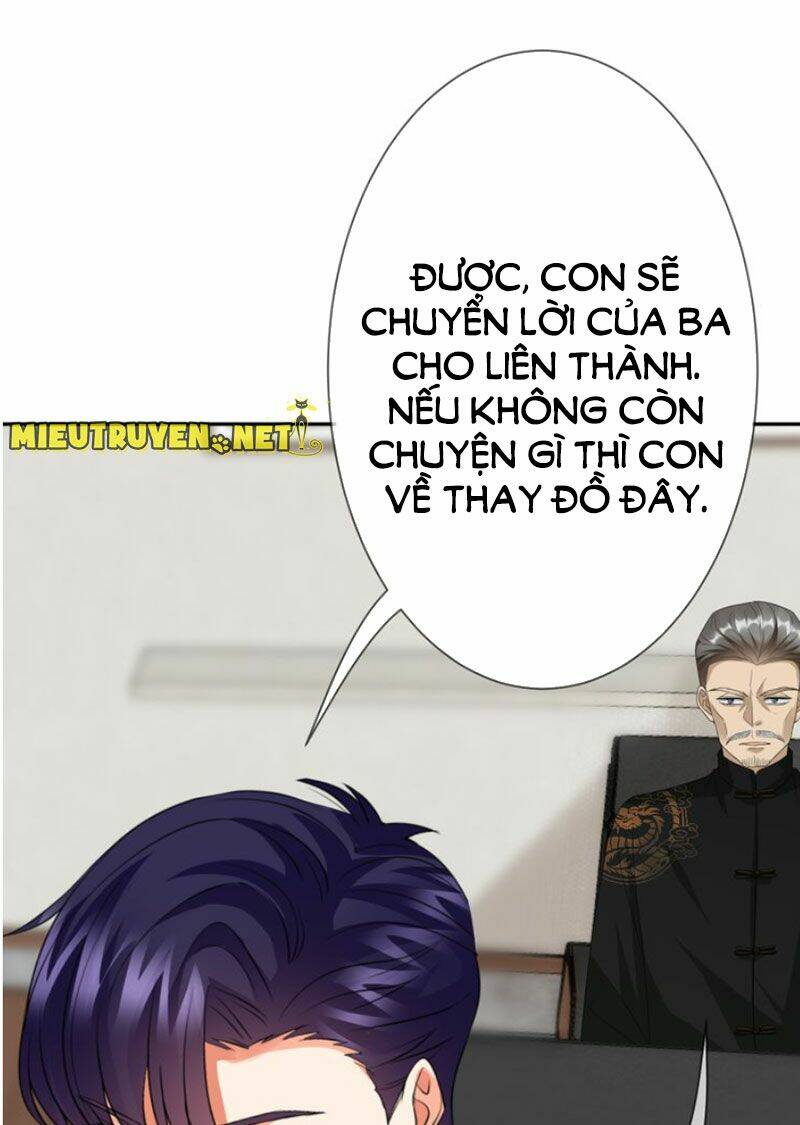 ĐƯỢC, CON SẼ
CHUYỂN LỜI CỦA BA
CHO LIÊN THÀNH.
NẾU KHÔNG CÒN
CHUYỆN GÌ THÌ CON
VỀ THAY ĐỒ ĐÂY.
MIEUTRUYEN.NET